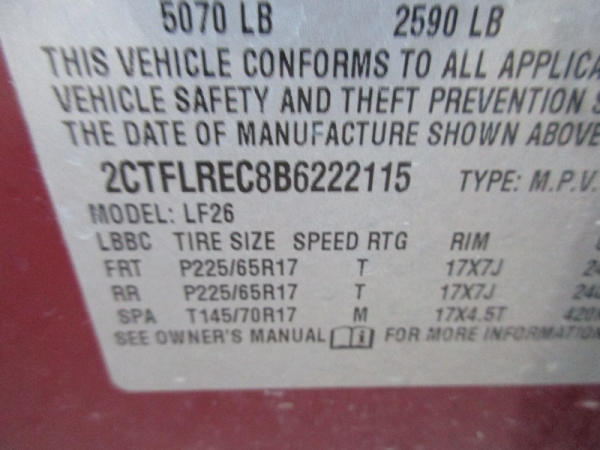 5070 LB 2590 LB
THIS VEHICLE CONFORMS TO ALL
VEHICLE SAFETY AND THEFT PREVENTION
THE DATE OF MANUFACTURE SHOWN ABOVE
2CTFLREC8B6222115 TYPE: M.P.V.
MODEL: LF26
LBBC TIRE SIZE SPEED RTG RIM
FRT P225/65R17 T 17X7J
RR P225/65R17 T 17X7J
SPA T145/70R17 M 17X4.5T
SEE OWNER'S MANUAL i FOR MORE INFORMATION